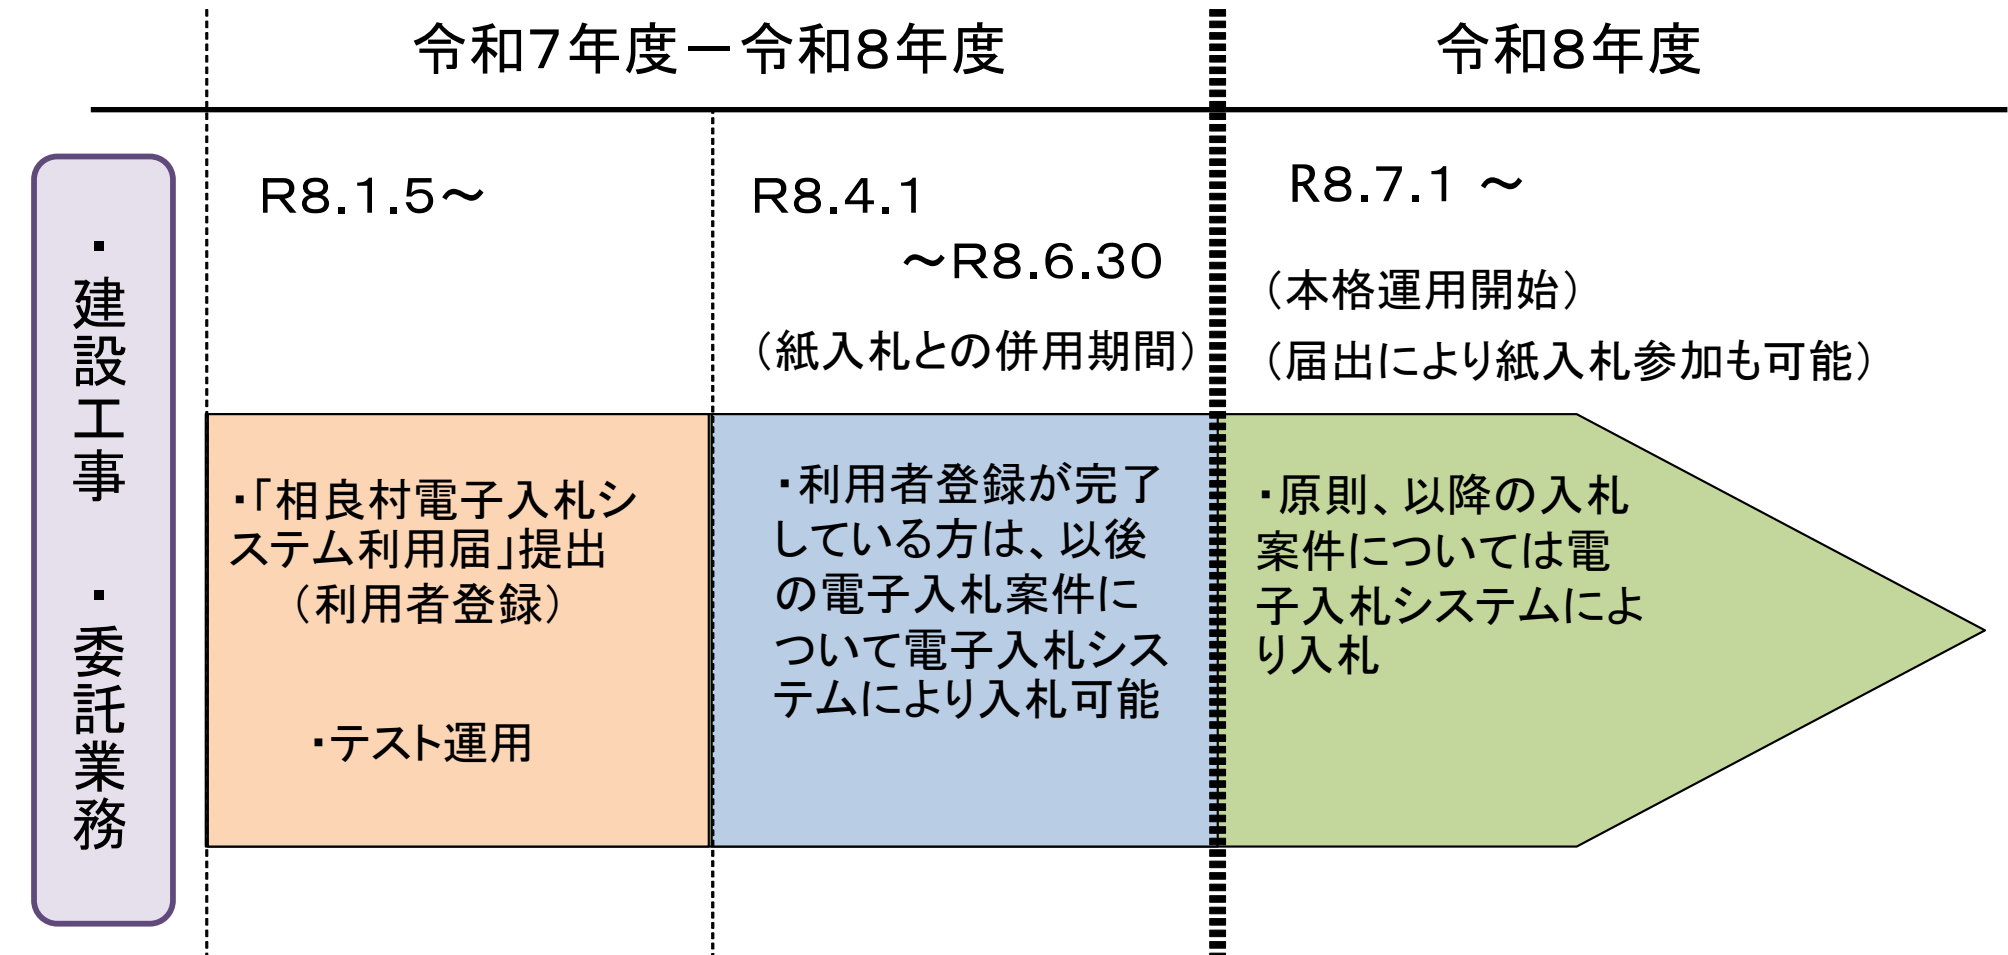 令和7年度－令和8年度
令和8年度
・建設工事　・委託業務
R8.1.5～
R8.4.1
～R8.6.30
（紙入札との併用期間）
R8.7.1 ～
（本格運用開始）
（届出により紙入札参加も可能）
・「相良村電子入札シ
ステム利用届」提出
（利用者登録）
・テスト運用
・利用者登録が完了
している方は、以後
の電子入札案件に
ついて電子入札シス
テムにより入札可能
・原則、以降の入札
案件については電
子入札システムによ
り入札